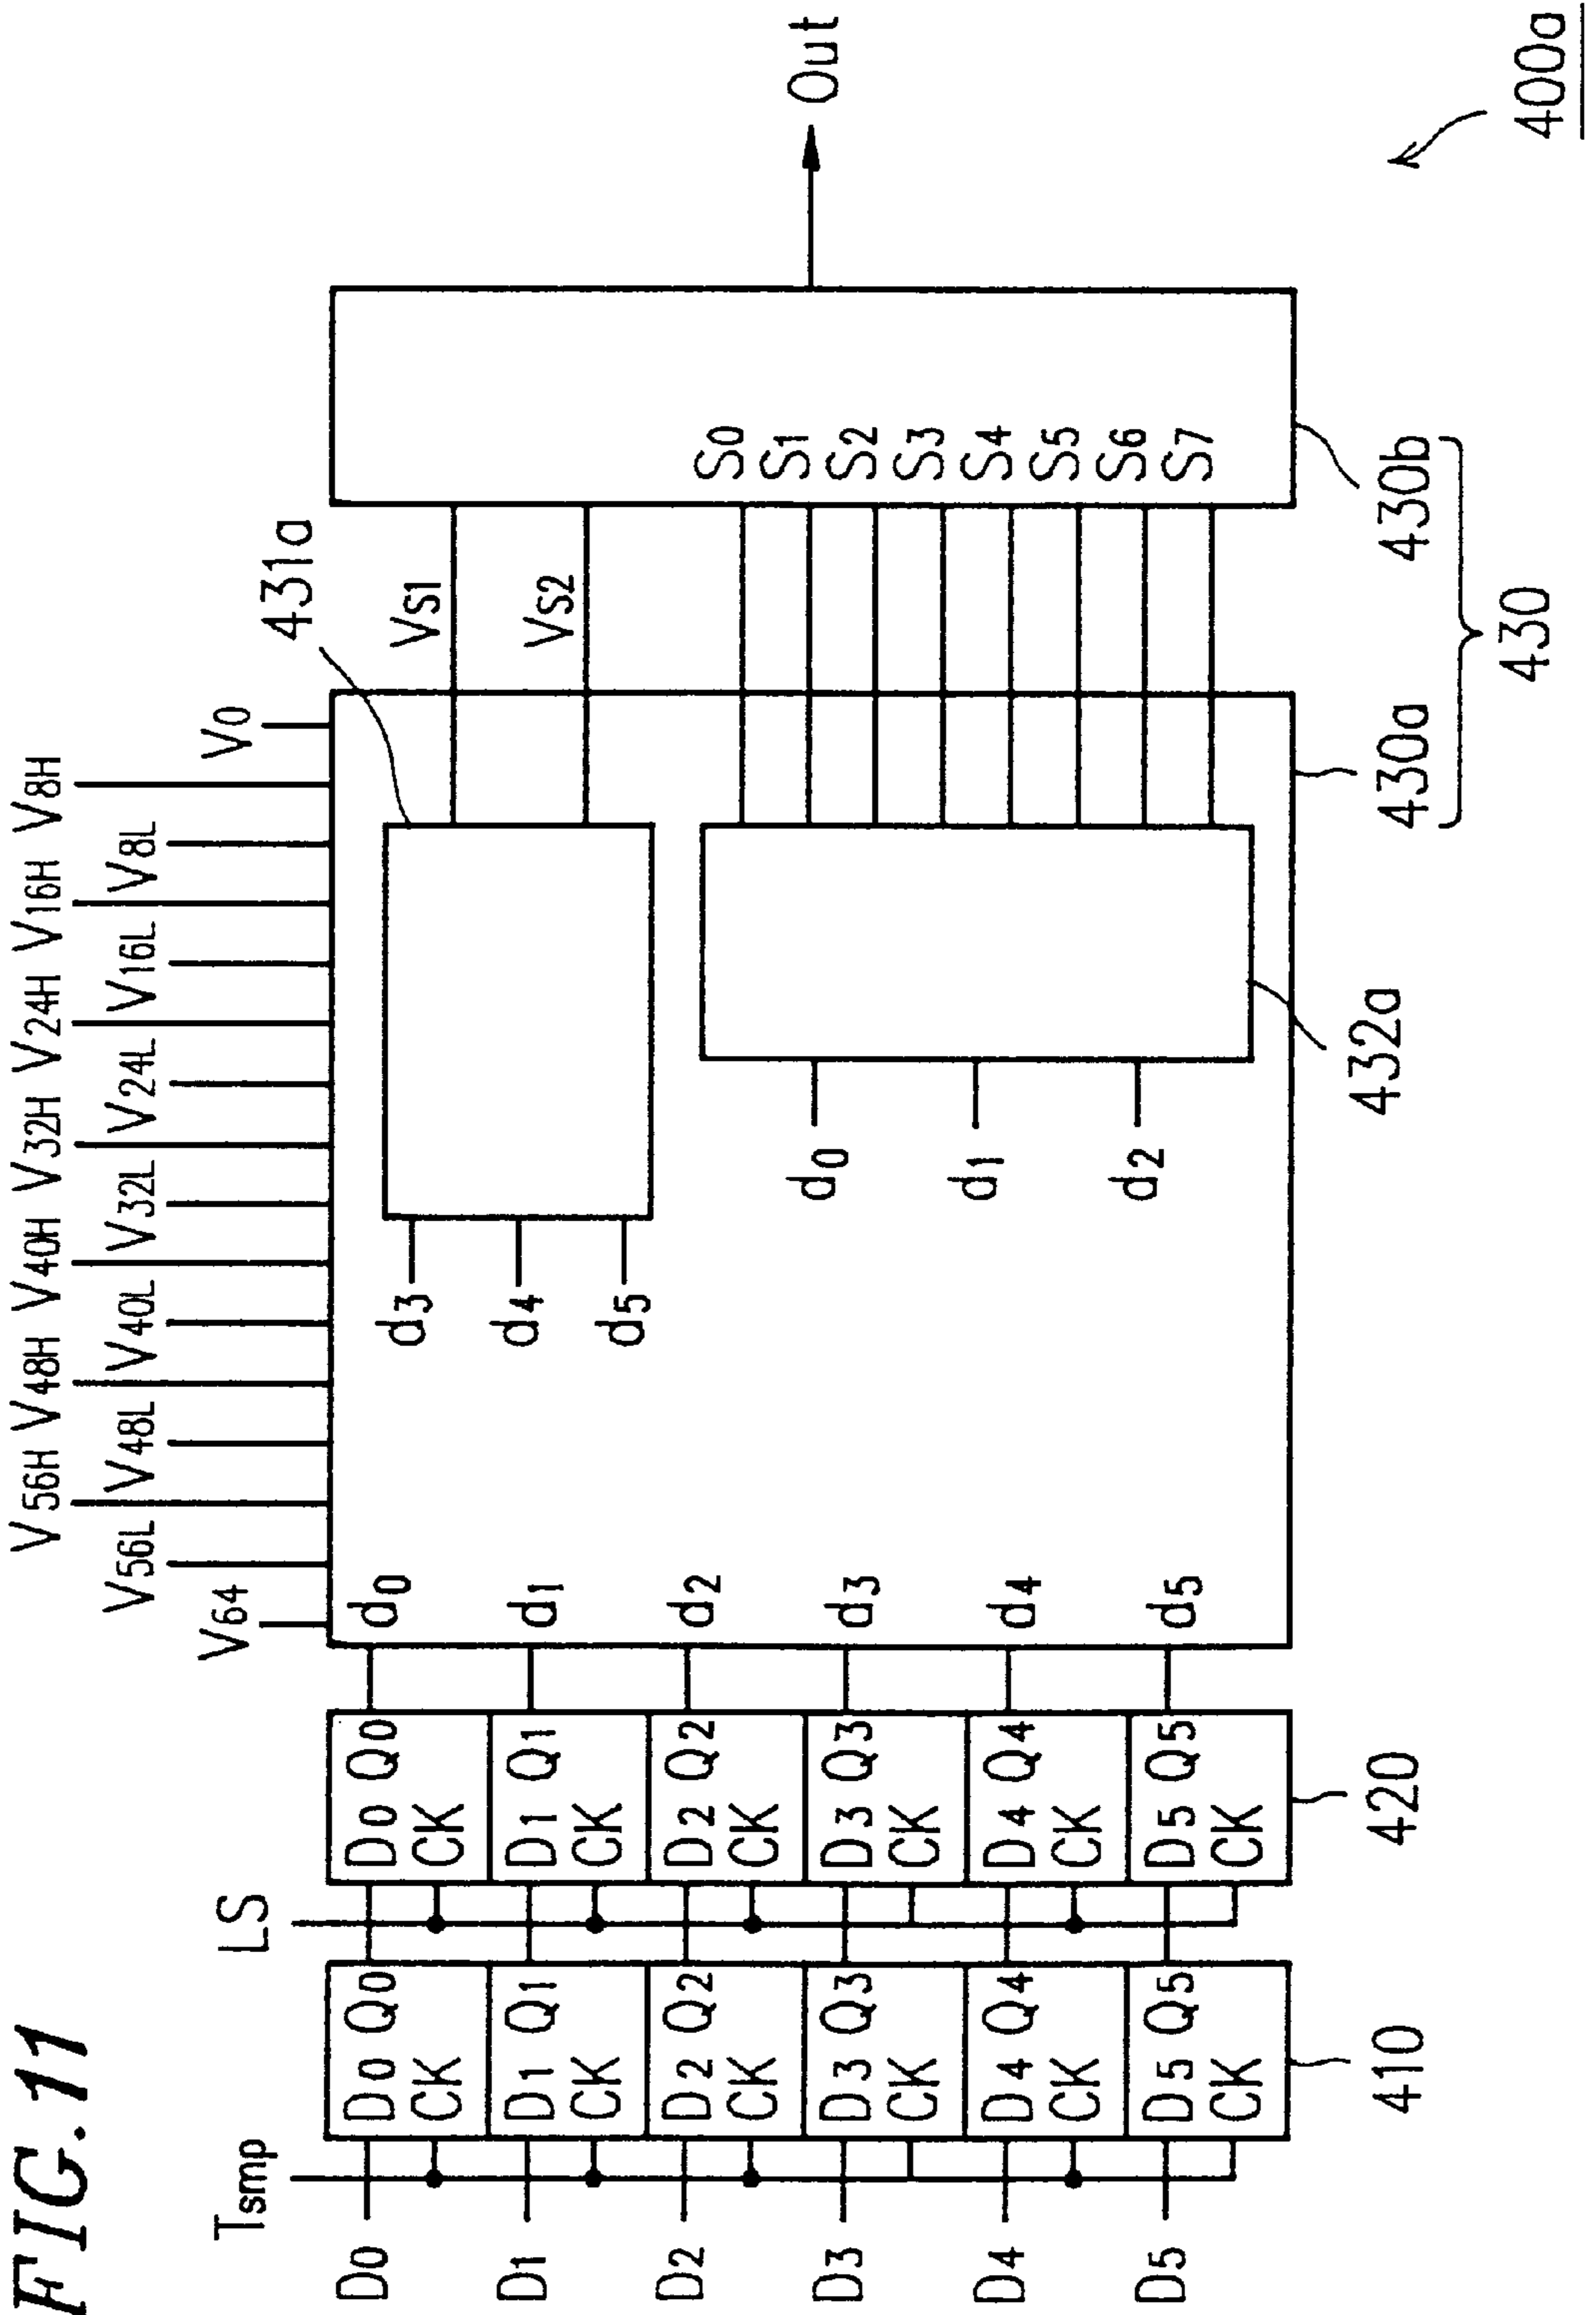 FIG.11
V56H V48H V40H V32H V24H V16H V8H
V56L V48L V40L V32L V24L V16L V8L
V64 V0
Tsmp LS
431a
D0 D0 Q0 D0 Q0 d0
CK CK
D1 D1 Q1 D1 Q1 d1
CK CK
D2 D2 Q2 D2 Q2 d2
CK CK
D3 D3 Q3 D3 Q3 d3
CK CK
D4 D4 Q4 D4 Q4 d4
CK CK
D5 D5 Q5 D5 Q5 d5
CK CK
d3
d4
d5
VS1
VS2
d0
d1
d2
S0
S1
S2
S3
S4
S5
S6
S7
Out
410 420 432a 430a 430b
430
400a